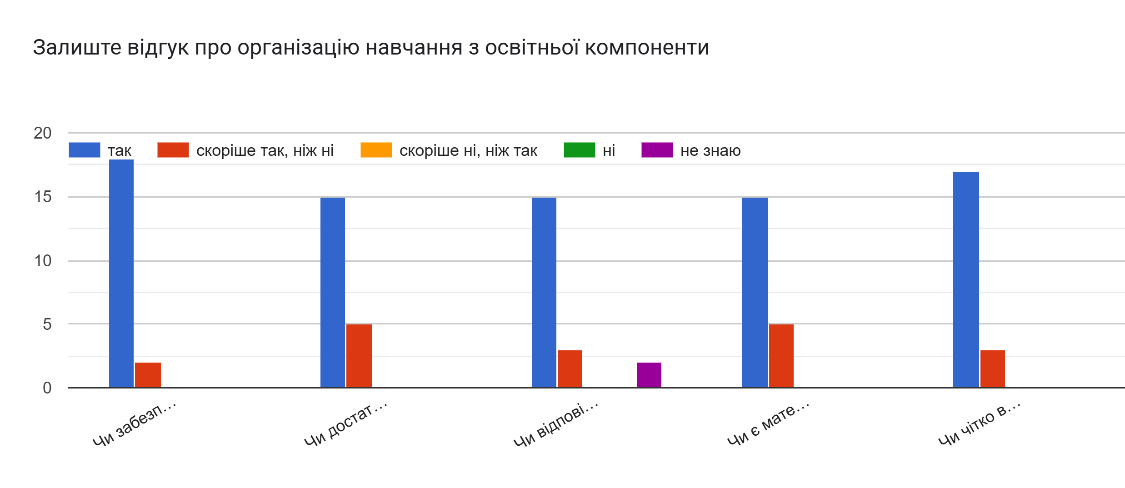 Залиште відгук про організацію навчання з освітньої компоненти
20
так скоріше так, ніж ні скоріше ні, ніж так ні не знаю
15
10
5
0
Чи забезп...
Чи достат...
Чи відпові...
Чи є мате...
Чи чітко в...